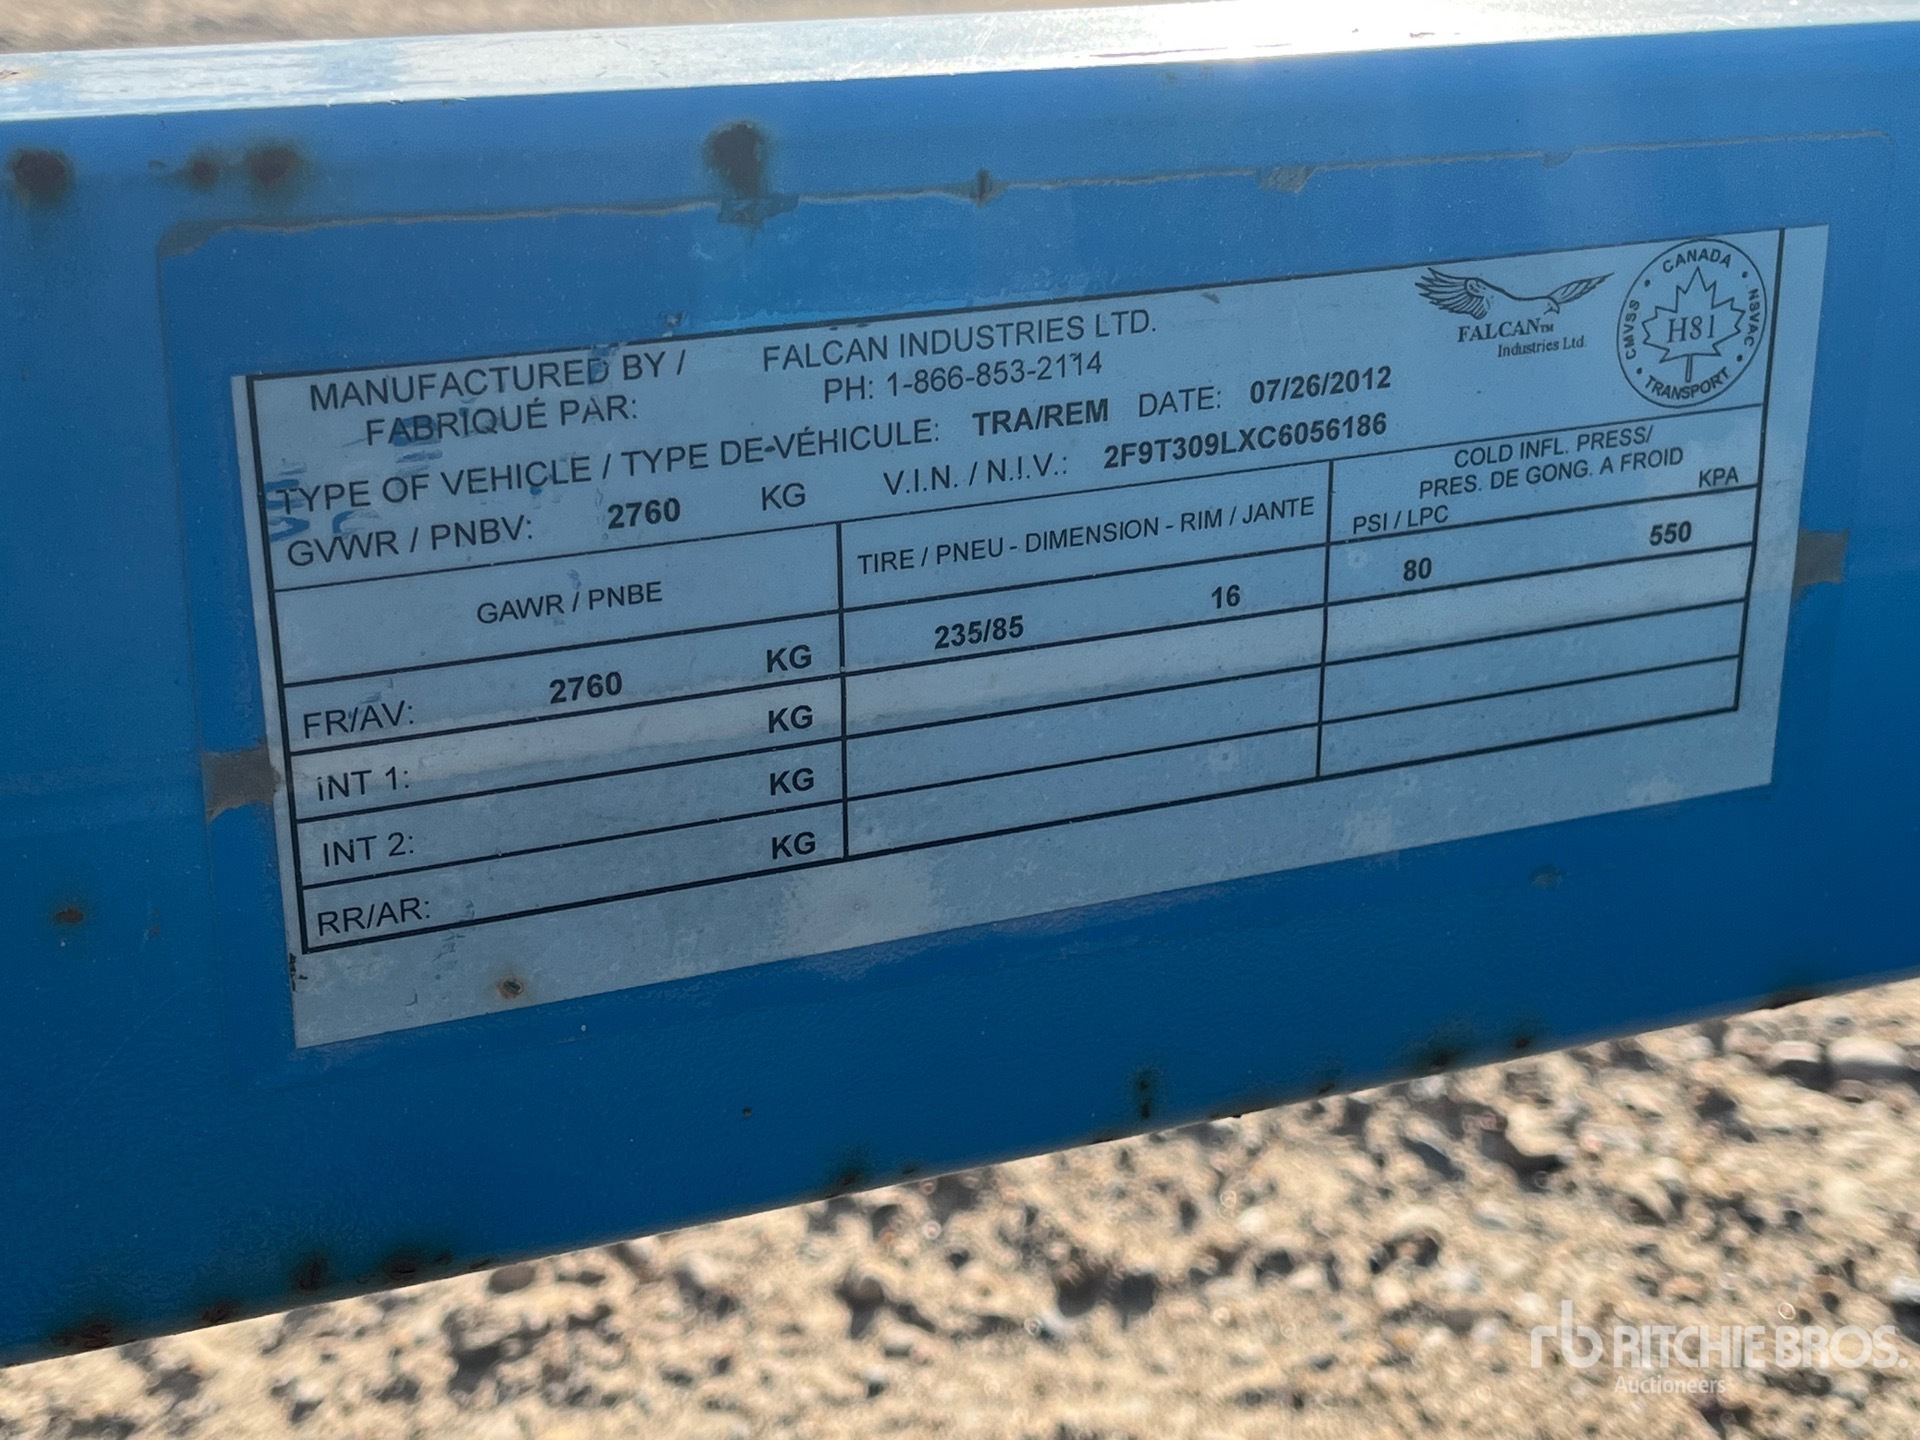 MANUFACTURED BY / FALCAN INDUSTRIES LTD.
FABRIQUÉ PAR: PH: 1-866-853-2114
TYPE OF VEHICLE / TYPE DE-VÉHICULE: TRA/REM DATE: 07/26/2012
GVWR / PNBV: 2760 KG V.I.N. / N.I.V.: 2F9T309LXC6056186
FALCAN™
Industries Ltd.
CANADA
CMVSS
H81
NSVAC
TRANSPORT
GAWR / PNBE
TIRE / PNEU - DIMENSION - RIM / JANTE
COLD INFL. PRESS/
PRES. DE GONG. A FROID
PSI / LPC KPA
FR/AV: 2760 KG 235/85 16 80 550
INT 1: KG
INT 2: KG
RR/AR: KG
rb RITCHIE BROS.
Auctioneers